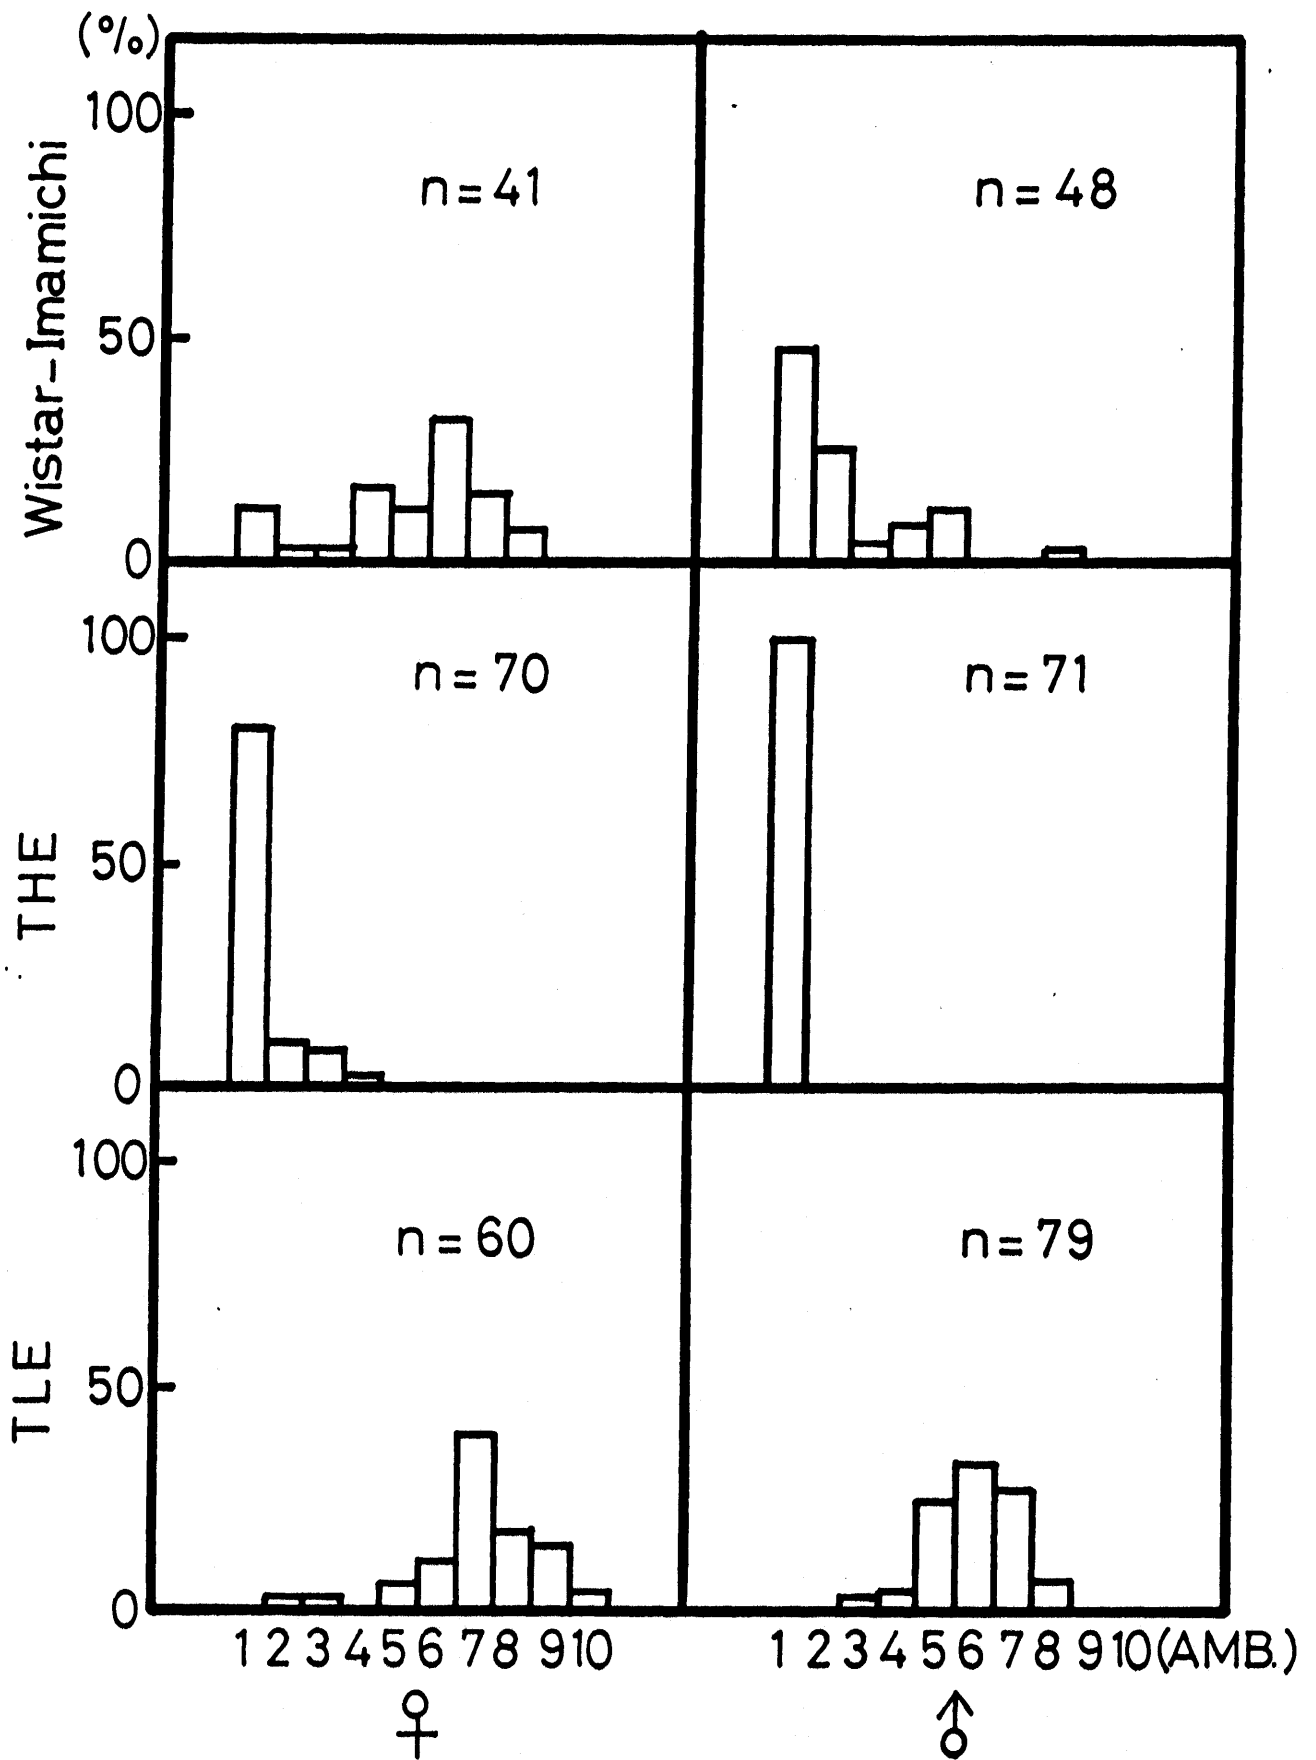 (%)
Wistar-Imamichi
100
50
0
n=41
n=48
THE
100
50
0
n=70
n=71
TLE
100
50
0
n=60
n=79
1 2 3 4 5 6 7 8 9 10
1 2 3 4 5 6 7 8 9 10 (AMB.)
♀
♂